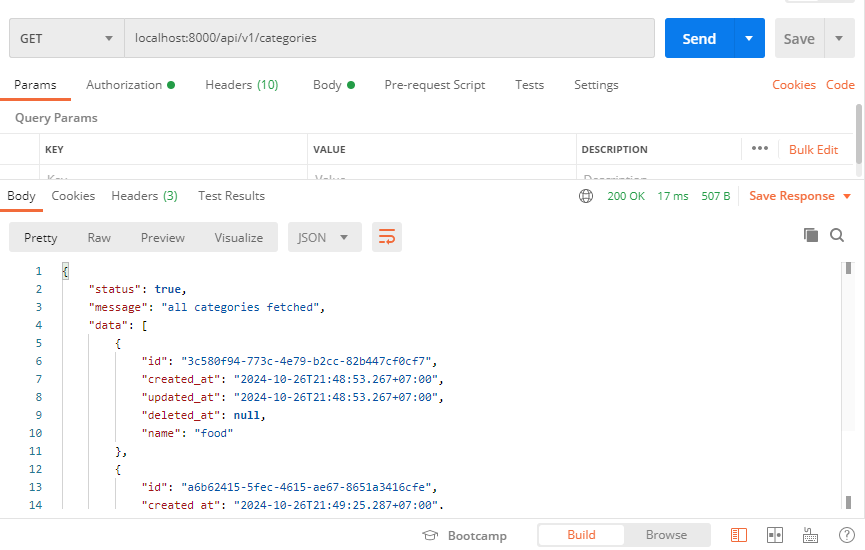 GET localhost:8000/api/v1/categories Send Save
Params Authorization Headers (10) Body Pre-request Script Tests Settings Cookies Code
Query Params
KEY VALUE DESCRIPTION ••• Bulk Edit
Key Value Description
Body Cookies Headers (3) Test Results 200 OK 17 ms 507 B Save Response
Pretty Raw Preview Visualize JSON
1 {
2 "status": true,
3 "message": "all categories fetched",
4 "data": [
5 {
6 "id": "3c580f94-773c-4e79-b2cc-82b447cf0cf7",
7 "created_at": "2024-10-26T21:48:53.267+07:00",
8 "updated_at": "2024-10-26T21:48:53.267+07:00",
9 "deleted_at": null,
10 "name": "food"
11 },
12 {
13 "id": "a6b62415-5fec-4615-ae67-8651a3416cfe",
14 "created_at": "2024-10-26T21:49:25.287+07:00",
Bootcamp Build Browse ?